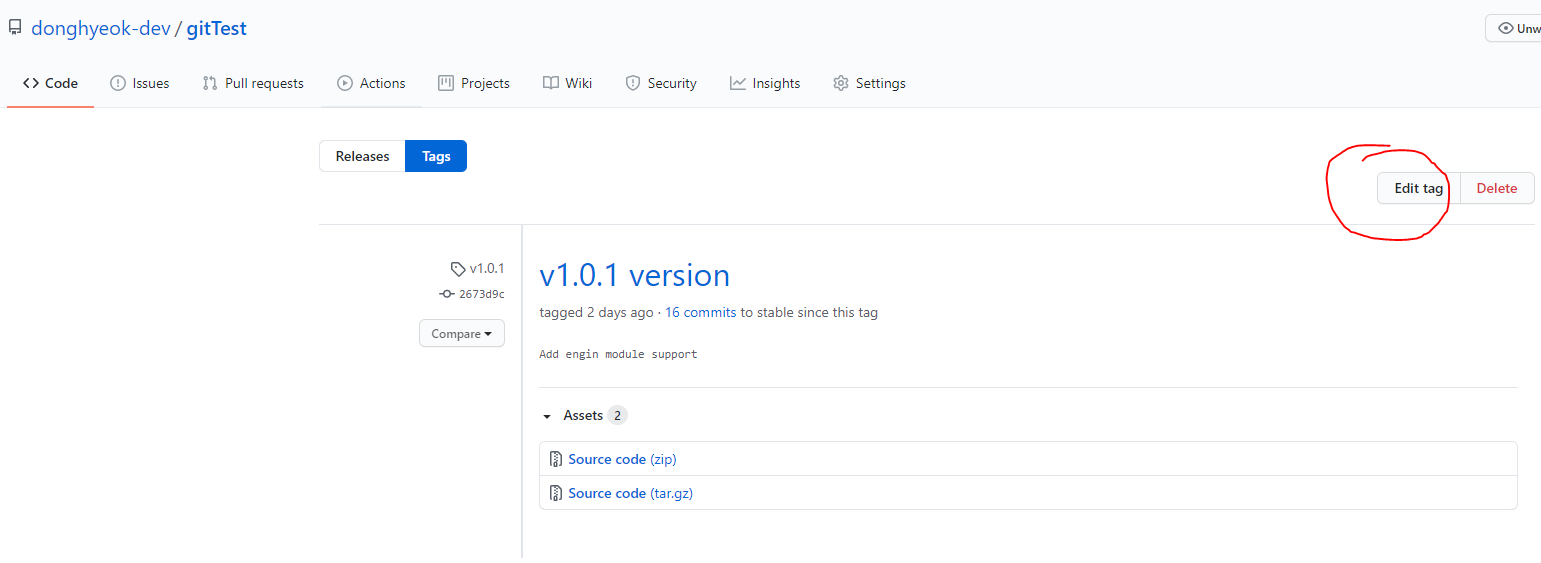 donghyeok-dev / gitTest
Unw
Code Issues Pull requests Actions Projects Wiki Security Insights Settings
Releases Tags
Edit tag Delete
v1.0.1
2673d9c
Compare
v1.0.1 version
tagged 2 days ago · 16 commits to stable since this tag
Add engin module support
Assets 2
Source code (zip)
Source code (tar.gz)